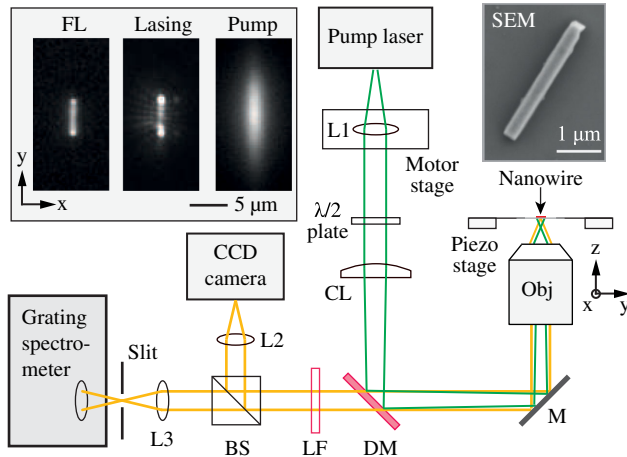 FL Lasing Pump
y
x
5 μm
Pump laser
L1
Motor
stage
λ/2
plate
CL
SEM
1 μm
Nanowire
Piezo
stage
Obj
z
x
y
CCD
camera
L2
Grating
spectro-
meter
Slit
L3
BS
LF
DM
M